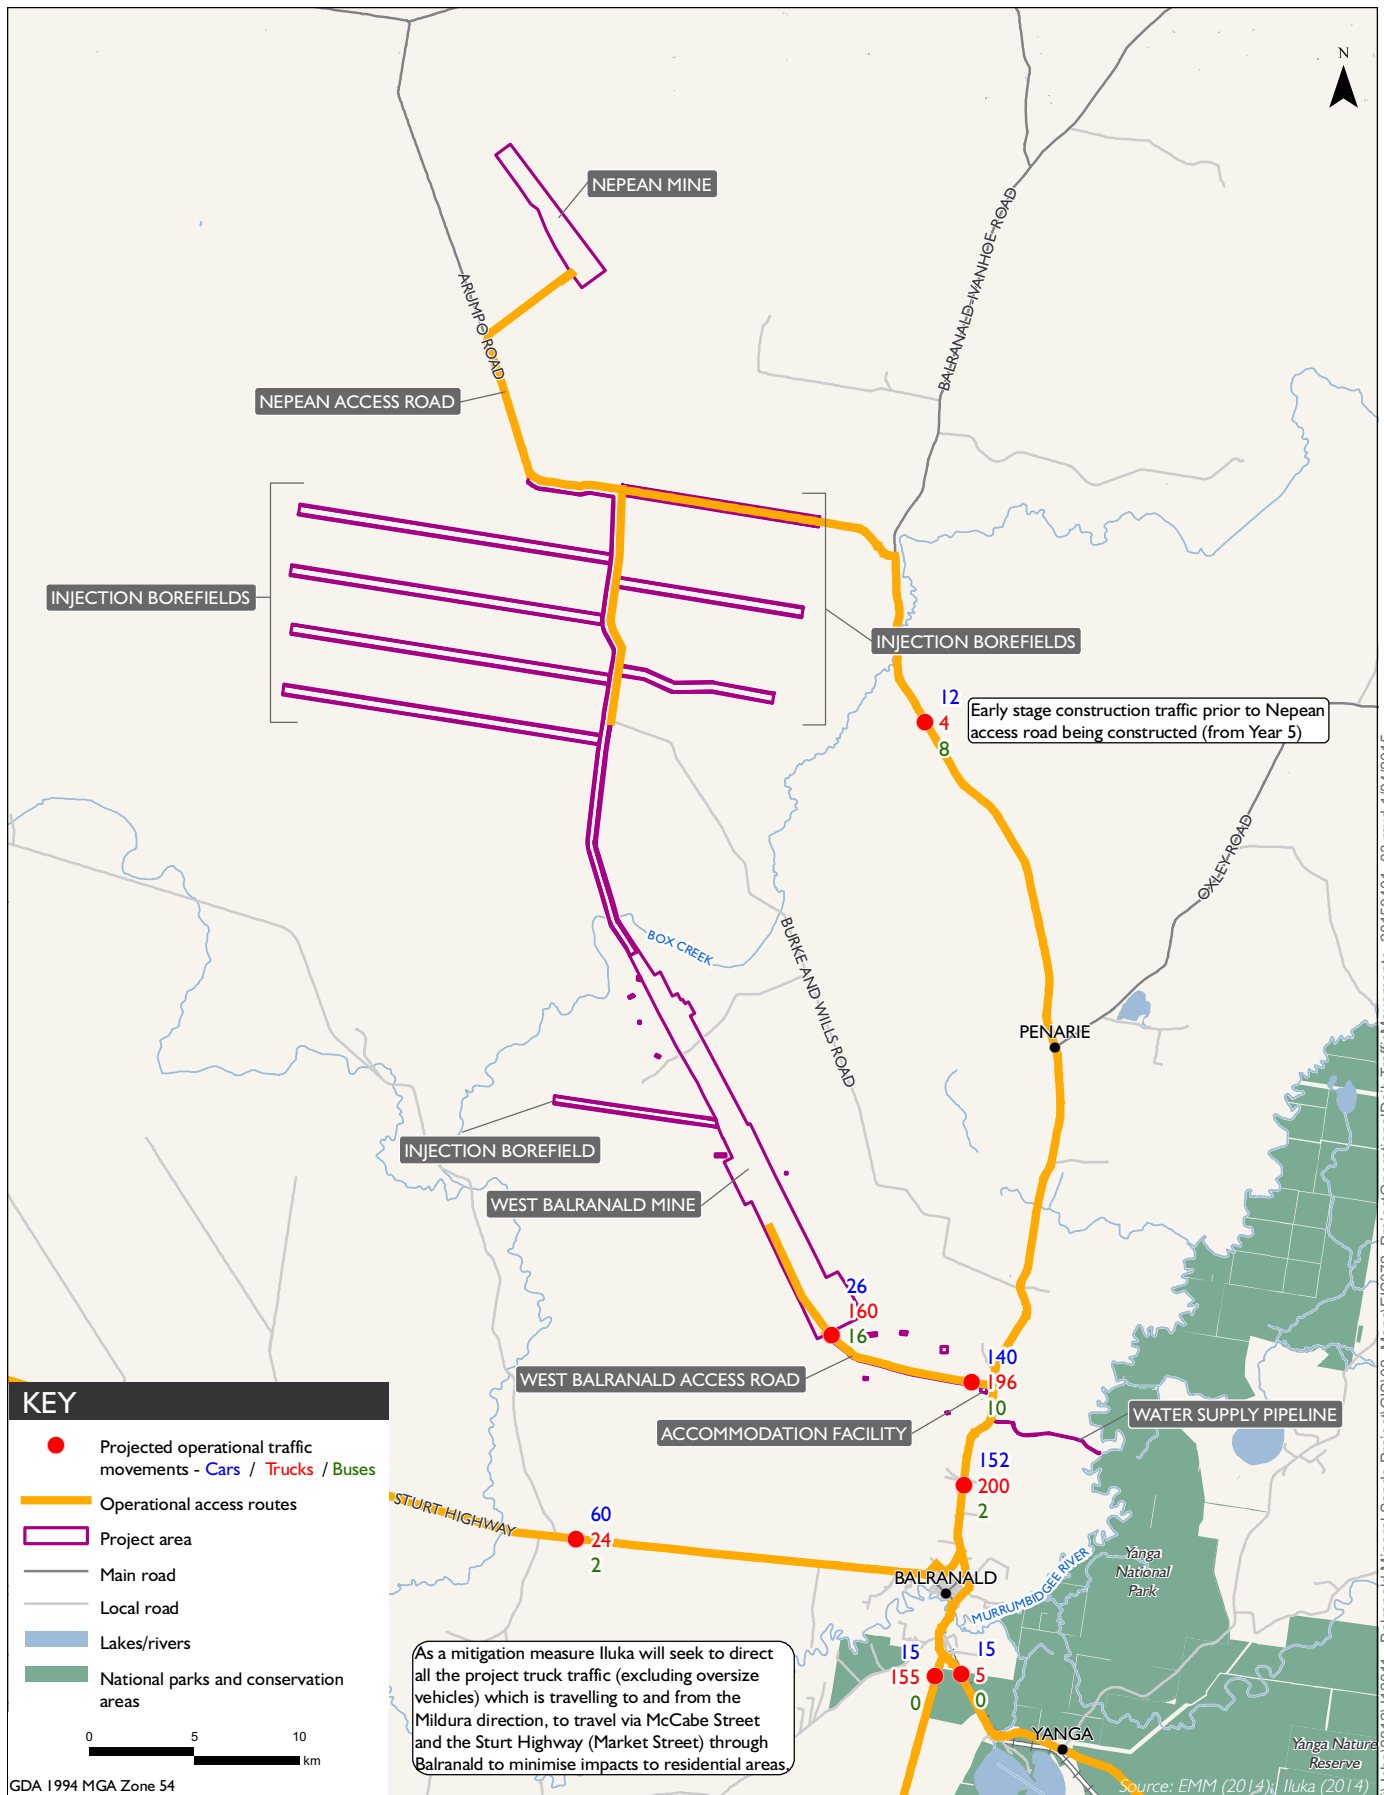 N
NEPEAN MINE
ARUMPO ROAD
BALRANALD-IVANHOE ROAD
NEPEAN ACCESS ROAD
INJECTION BOREFIELDS
INJECTION BOREFIELDS
12
4
8
Early stage construction traffic prior to Nepean
access road being constructed (from Year 5)
OXLEY ROAD
BOX CREEK
BURKE AND WILLS ROAD
PENARIE
INJECTION BOREFIELD
WEST BALRANALD MINE
26
160
16
WEST BALRANALD ACCESS ROAD
140
196
10
ACCOMMODATION FACILITY
WATER SUPPLY PIPELINE
152
200
2
STURT HIGHWAY
60
24
2
BALRANALD
MURRUMBIDGEE RIVER
Yanga
National
Park
15
155
0
15
5
0
YANGA
Yanga Nature
Reserve
As a mitigation measure Iluka will seek to direct
all the project truck traffic (excluding oversize
vehicles) which is travelling to and from the
Mildura direction, to travel via McCabe Street
and the Sturt Highway (Market Street) through
Balranald to minimise impacts to residential areas.
KEY
Projected operational traffic
movements - Cars / Trucks / Buses
Operational access routes
Project area
Main road
Local road
Lakes/rivers
National parks and conservation
areas
0 5 10
km
GDA 1994 MGA Zone 54
Source: EMM (2014); Iluka (2014)